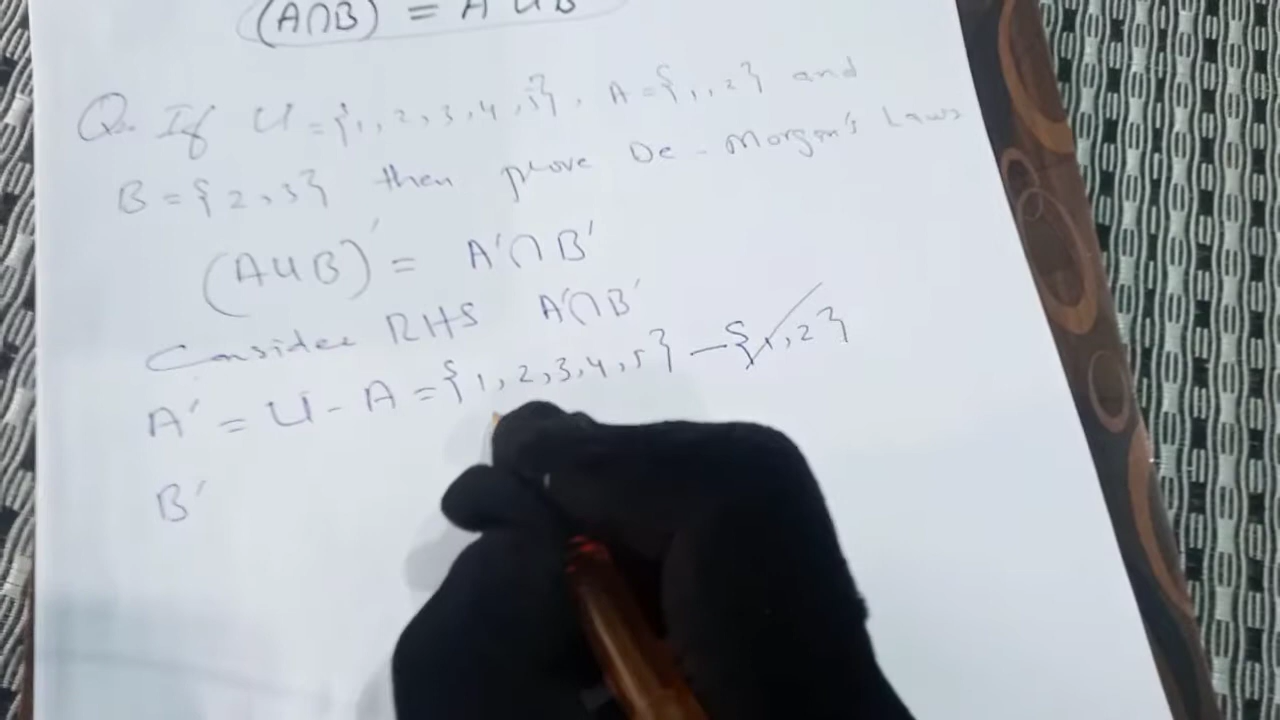 (A∩B) = A ∪ B
Q. If U = {1, 2, 3, 4, 5}, A = {1, 2} and
B = {2, 3} then prove De-Morgan's Laws
(A∪B)' = A'∩B'
Consider RHS A'∩B'
A' = U - A = {1, 2, 3, 4, 5} - {1, 2}
B'